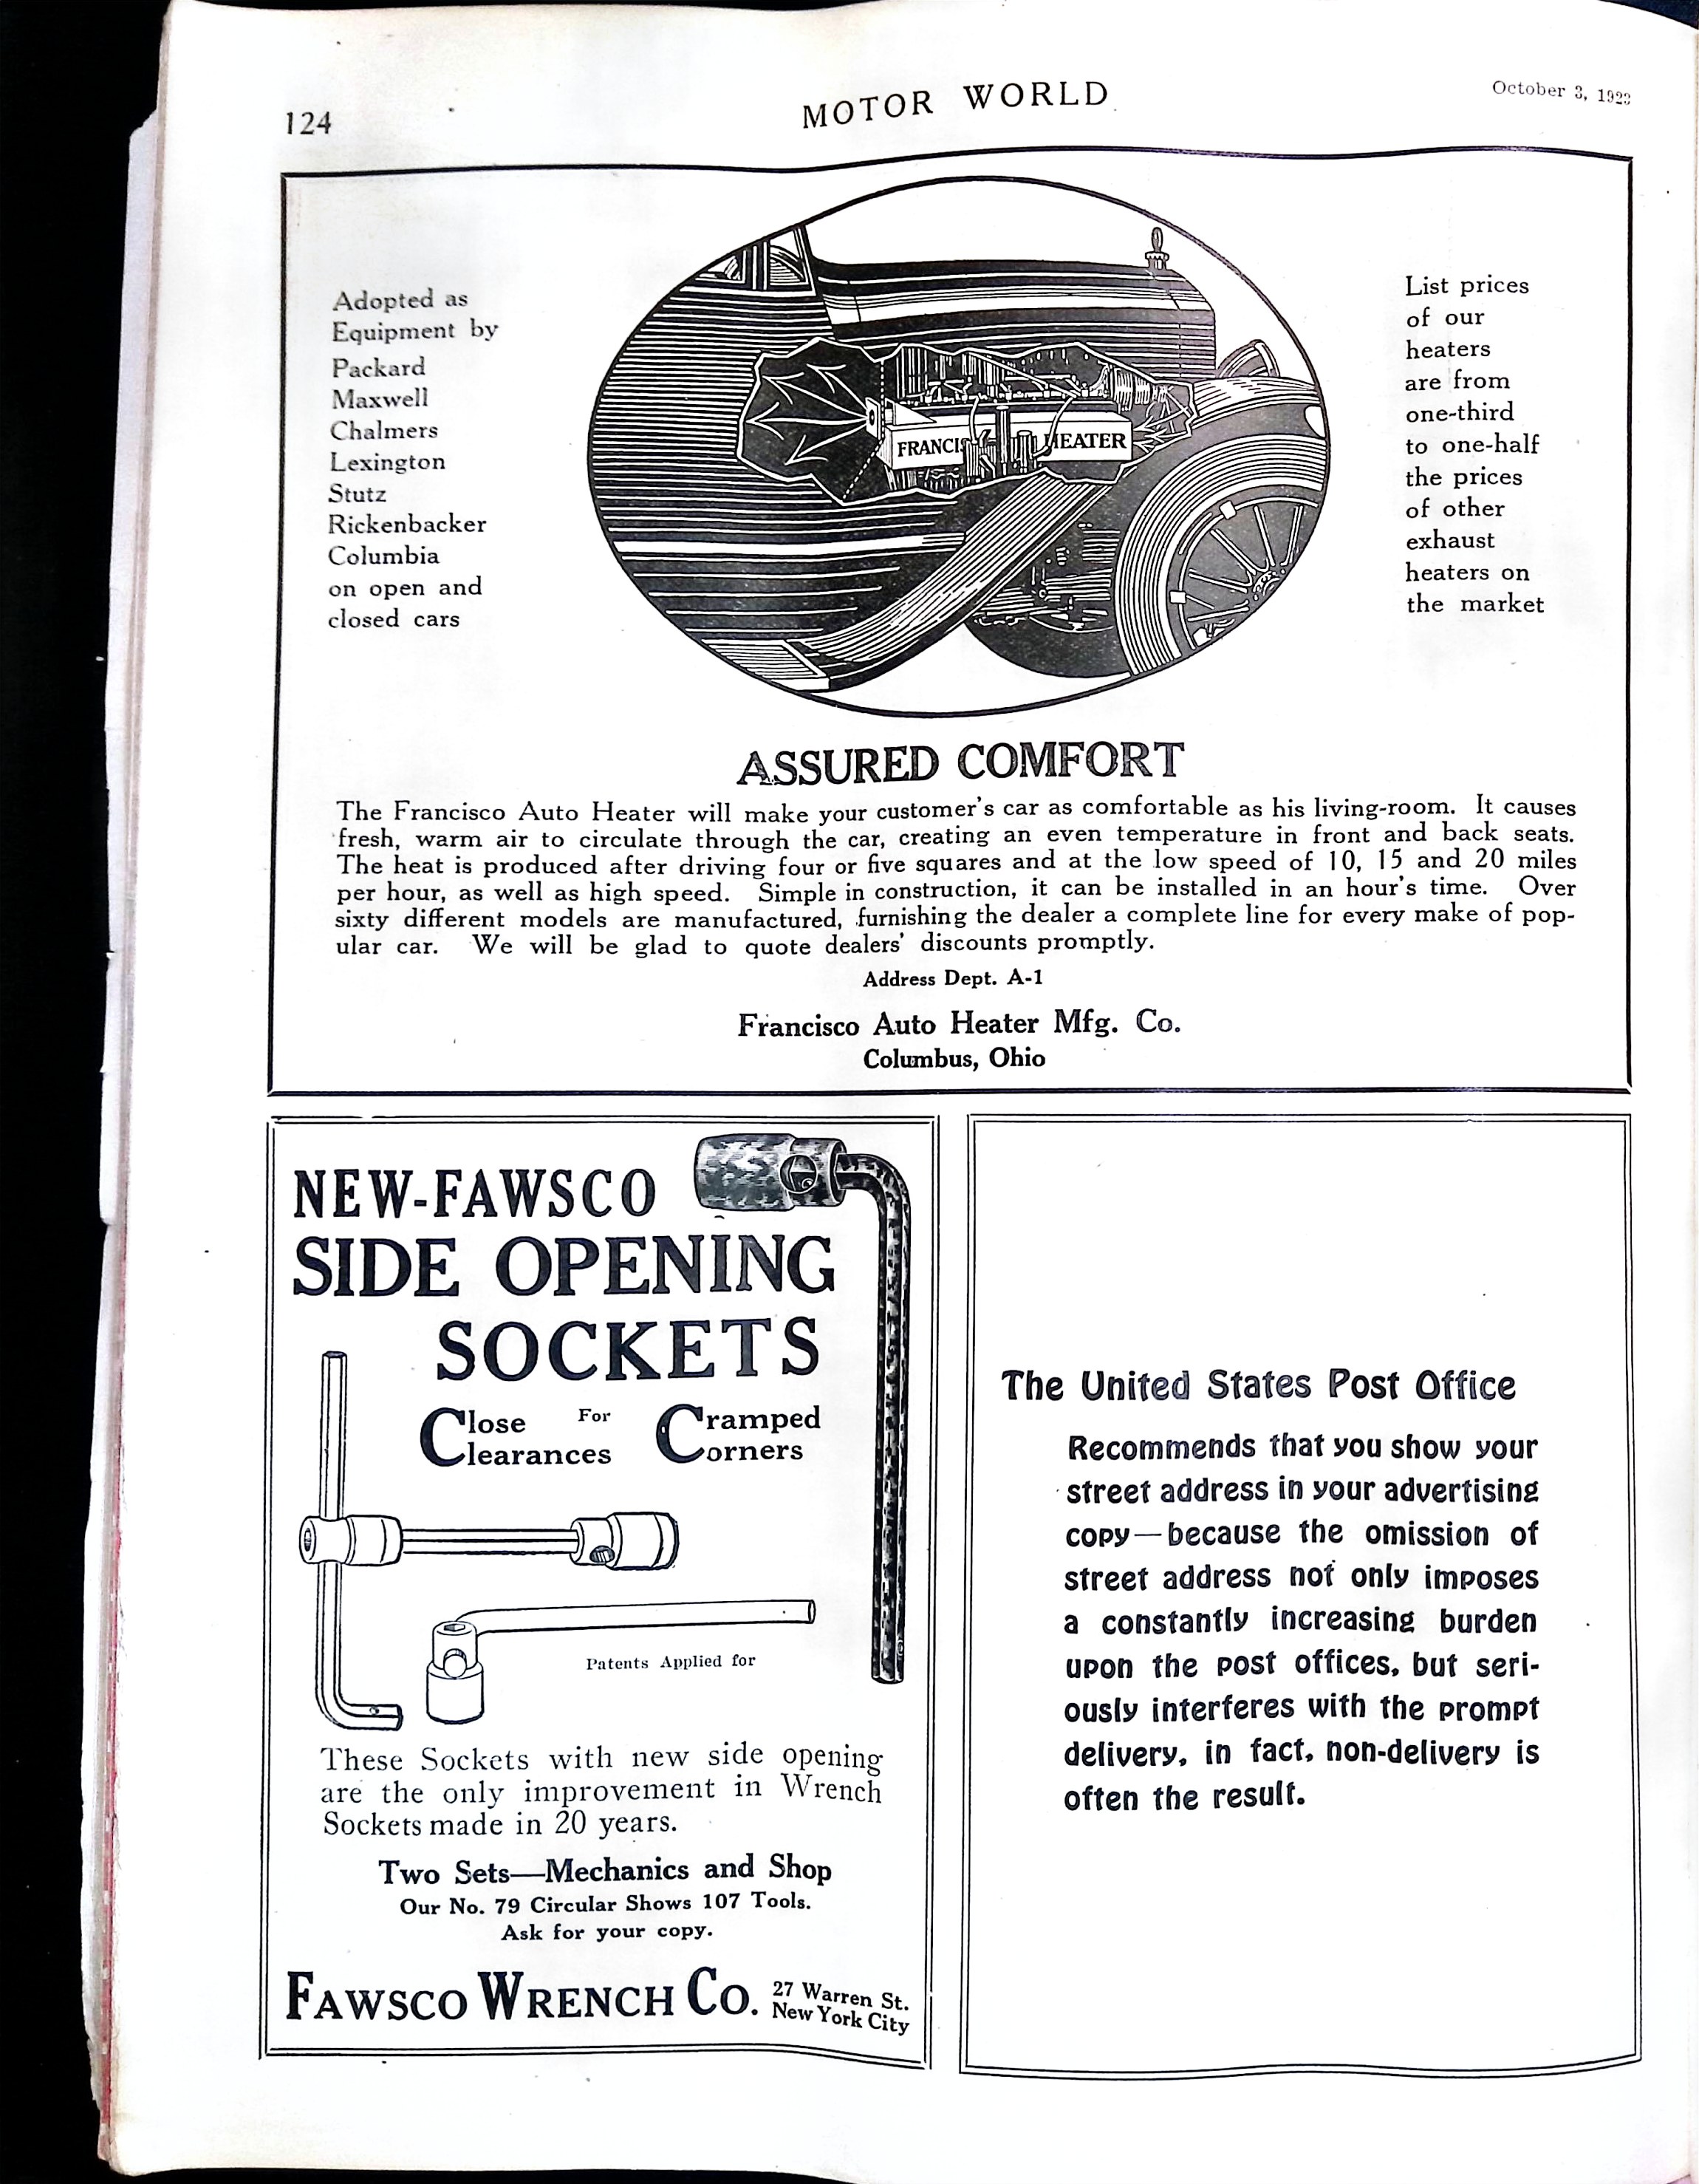 124
MOTOR WORLD
October 3, 1923
Adopted as
Equipment by
Packard
Maxwell
Chalmers
Lexington
Stutz
Rickenbacker
Columbia
on open and
closed cars
FRANCIS HEATER
List prices
of our
heaters
are from
one-third
to one-half
the prices
of other
exhaust
heaters on
the market
ASSURED COMFORT
The Francisco Auto Heater will make your customer's car as comfortable as his living-room. It causes
fresh, warm air to circulate through the car, creating an even temperature in front and back seats.
The heat is produced after driving four or five squares and at the low speed of 10, 15 and 20 miles
per hour, as well as high speed. Simple in construction, it can be installed in an hour's time. Over
sixty different models are manufactured, furnishing the dealer a complete line for every make of pop-
ular car. We will be glad to quote dealers' discounts promptly.
Address Dept. A-1
Francisco Auto Heater Mfg. Co.
Columbus, Ohio
NEW-FAWSCO
SIDE OPENING
SOCKETS
Close Clearances
For
Cramped Corners
Patents Applied for
These Sockets with new side opening
are the only improvement in Wrench
Sockets made in 20 years.
Two Sets—Mechanics and Shop
Our No. 79 Circular Shows 107 Tools.
Ask for your copy.
FAWSCO WRENCH CO.
27 Warren St.
New York City
The United States Post Office
Recommends that you show your
street address in your advertising
copy—because the omission of
street address not only imposes
a constantly increasing burden
upon the post offices, but seri-
ously interferes with the prompt
delivery, in fact, non-delivery is
often the result.